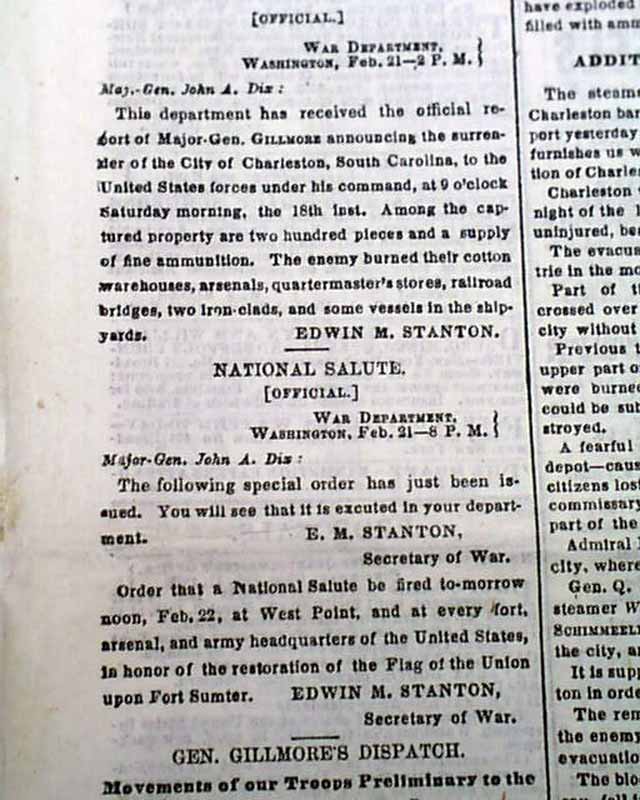 [OFFICIAL.]
WAR DEPARTMENT,
WASHINGTON, Feb. 21—2 P. M.
Maj.-Gen. John A. Dix:
This department has received the official re-
port of Major-Gen. GILLMORE announcing the surren-
der of the City of Charleston, South Carolina, to the
United States forces under his command, at 9 o'clock
Saturday morning, the 18th inst. Among the cap-
tured property are two hundred pieces and a supply
of fine ammunition. The enemy burned their cotton
warehouses, arsenals, quartermaster's stores, railroad
bridges, two iron-clads, and some vessels in the ship-
yards. EDWIN M. STANTON.
NATIONAL SALUTE.
[OFFICIAL.]
WAR DEPARTMENT,
WASHINGTON, Feb. 21—8 P. M.
Major-Gen. John A. Dix:
The following special order has just been is-
sued. You will see that it is excuted in your depart-
ment. E. M. STANTON,
Secretary of War.
Order that a National Salute be fired to-morrow
noon, Feb. 22, at West Point, and at every fort,
arsenal, and army headquarters of the United States,
in honor of the restoration of the Flag of the Union
upon Fort Sumter. EDWIN M. STANTON,
Secretary of War.
GEN. GILLMORE'S DISPATCH.
Movements of our Troops Preliminary to the
have exploded
filled with amm
ADDIT
The steame
Charleston bar
port yesterday
furnishes us w
tion of Charles
Charleston
night of the 1
uninjured, be
The evacu
trie in the mo
Part of t
crossed over
city without
Previous t
upper part o
were burne
could be su
stroyed.
A fearful
depot—caus
citizens lost
commissary
part of the
Admiral
city, where
Gen. Q.
steamer W
SCHIMMEL
the city, a
It is supp
ton in orde
The rem
the enemy
evacuation
The blo